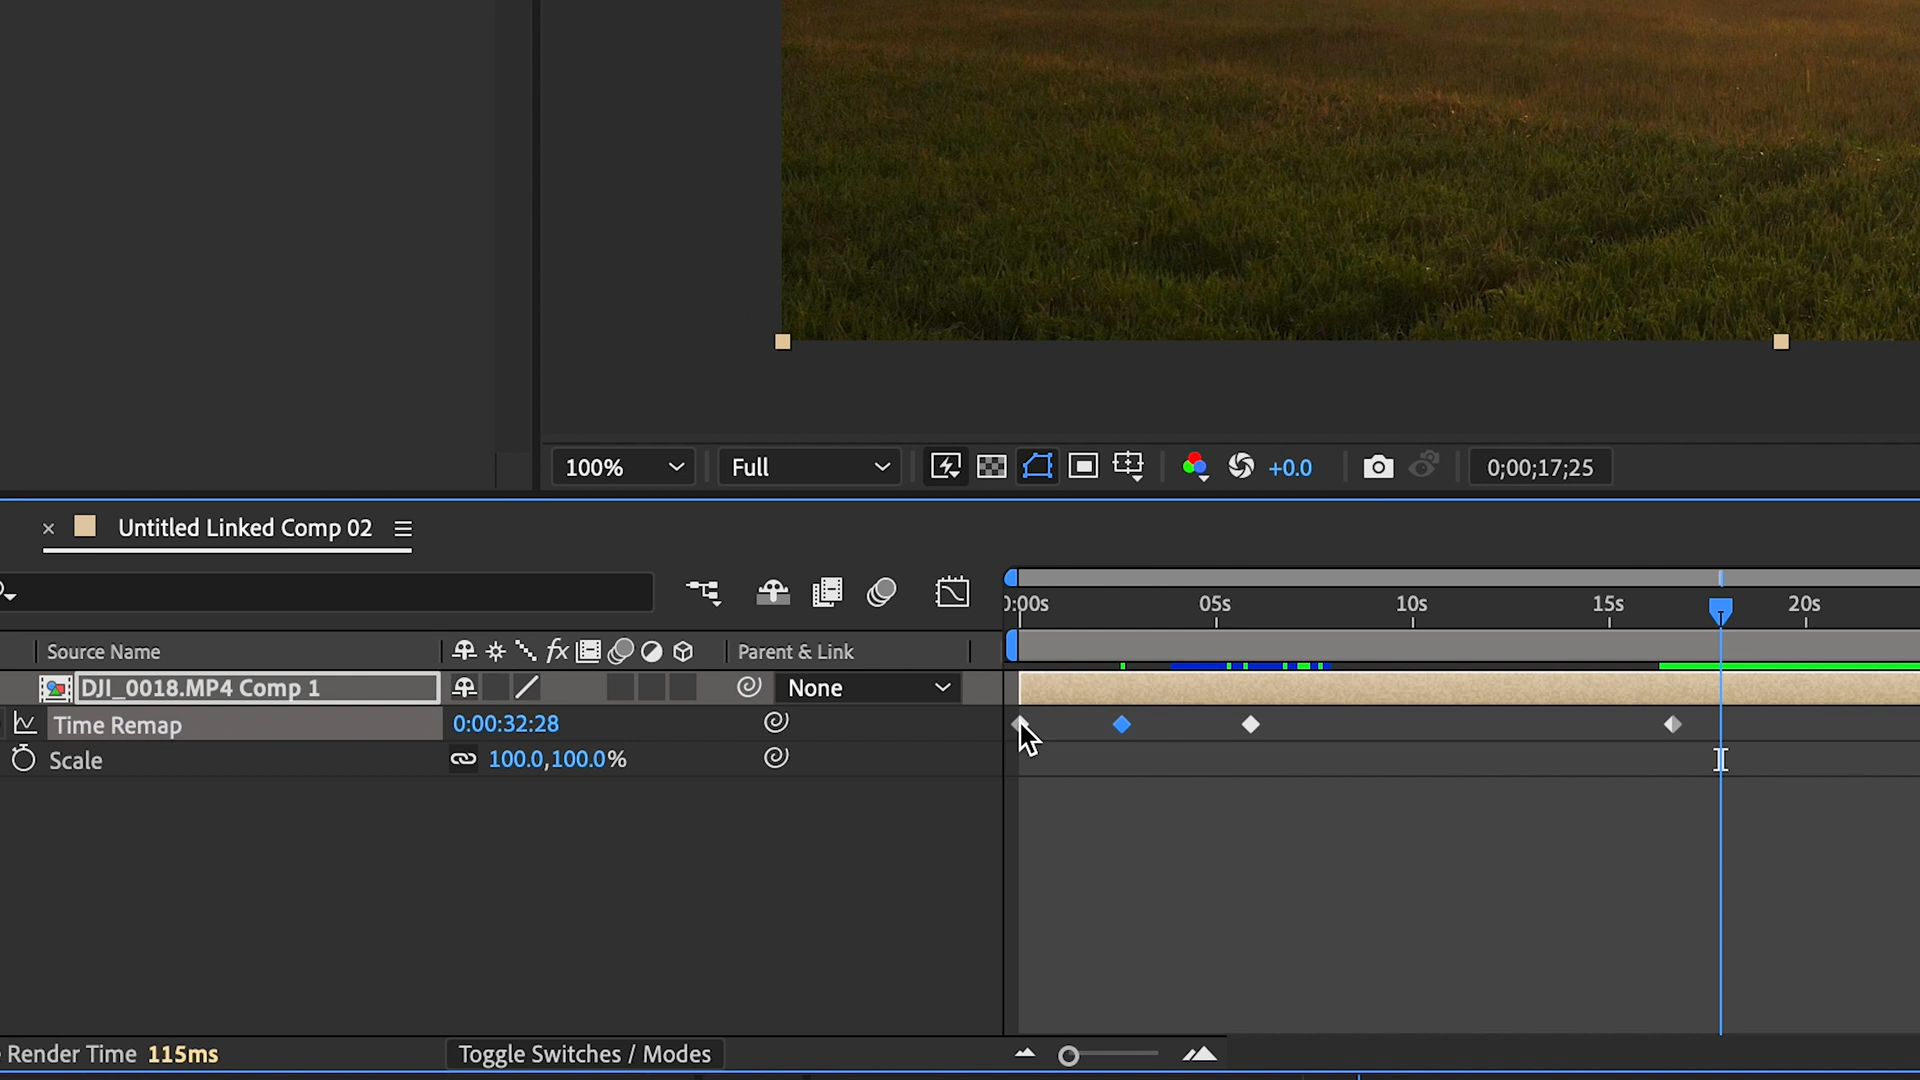 100%
Full
+0.0
0;00;17;25
× Untitled Linked Comp 02
0:00s 05s 10s 15s 20s
Source Name
fx
Parent & Link
DJI_0018.MP4 Comp 1
None
Time Remap
0:00:32:28
Scale
100.0,100.0%
Render Time 115ms
Toggle Switches / Modes